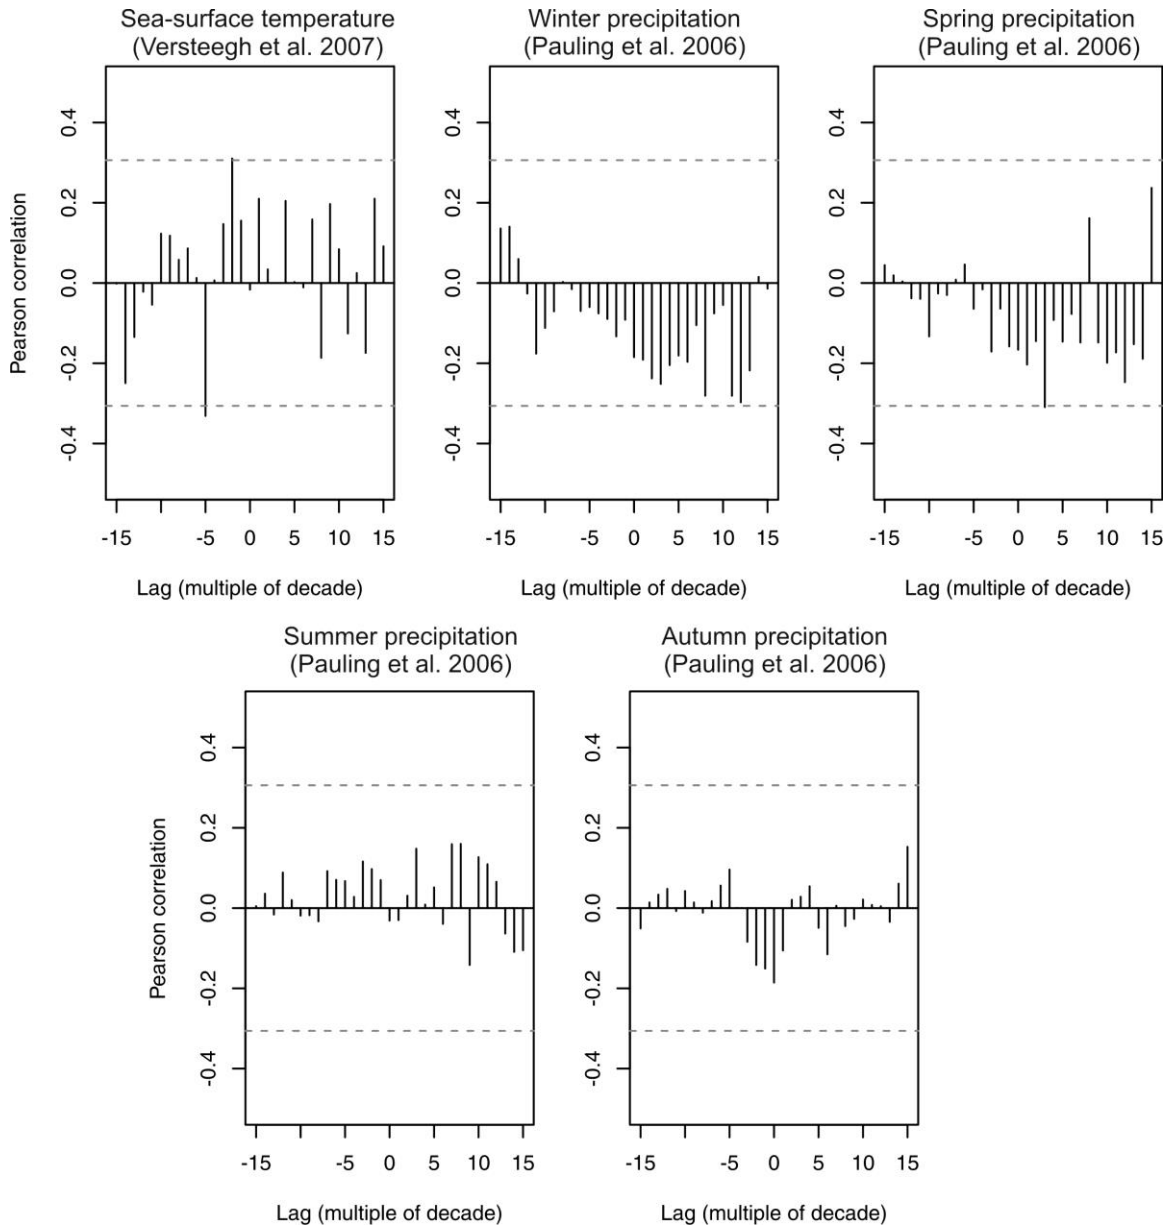 Sea-surface temperature
(Versteegh et al. 2007)
Winter precipitation
(Pauling et al. 2006)
Spring precipitation
(Pauling et al. 2006)
Pearson correlation
0.4
0.2
0.0
-0.2
-0.4
0.4
0.2
0.0
-0.2
-0.4
0.4
0.2
0.0
-0.2
-0.4
-15 -5 0 5 10 15
-15 -5 0 5 10 15
-15 -5 0 5 10 15
Lag (multiple of decade)
Lag (multiple of decade)
Lag (multiple of decade)
Summer precipitation
(Pauling et al. 2006)
Autumn precipitation
(Pauling et al. 2006)
Pearson correlation
0.4
0.2
0.0
-0.2
-0.4
0.4
0.2
0.0
-0.2
-0.4
-15 -5 0 5 10 15
-15 -5 0 5 10 15
Lag (multiple of decade)
Lag (multiple of decade)